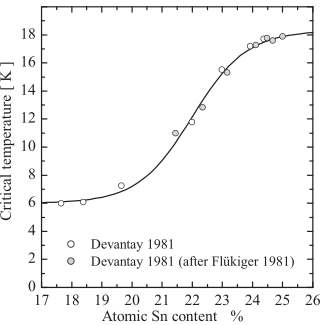 Critical temperature [ K ]
18
16
14
12
10
8
6
4
2
0
Devantay 1981
Devantay 1981 (after Flükiger 1981)
17 18 19 20 21 22 23 24 25 26
Atomic Sn content %